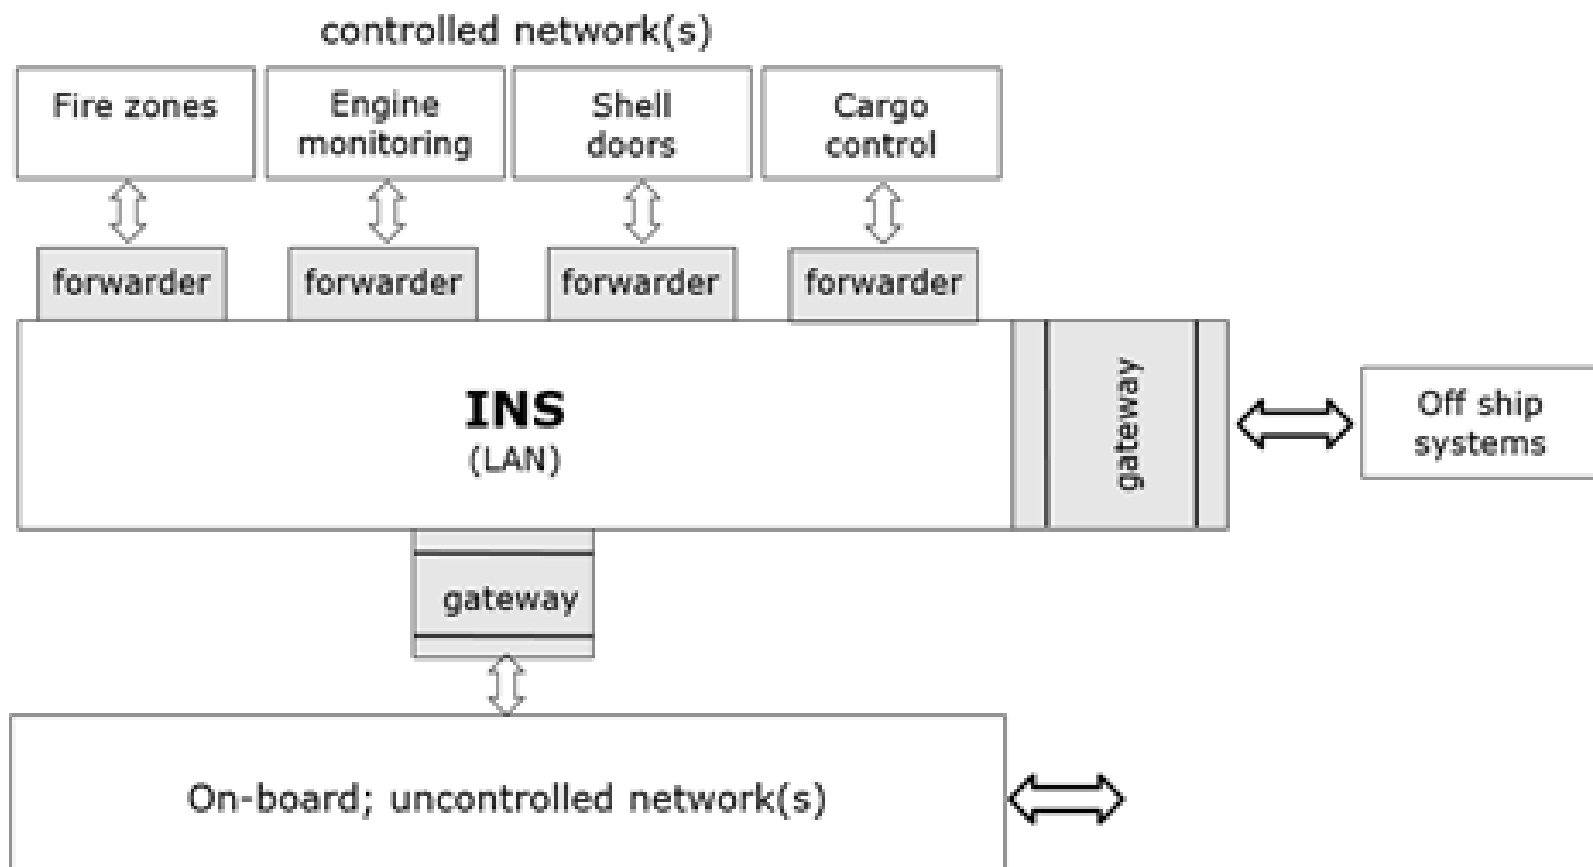 controlled network(s)
Fire zones
Engine
monitoring
Shell
doors
Cargo
control
forwarder
forwarder
forwarder
forwarder
INS
(LAN)
gateway
Off ship
systems
gateway
On-board; uncontrolled network(s)